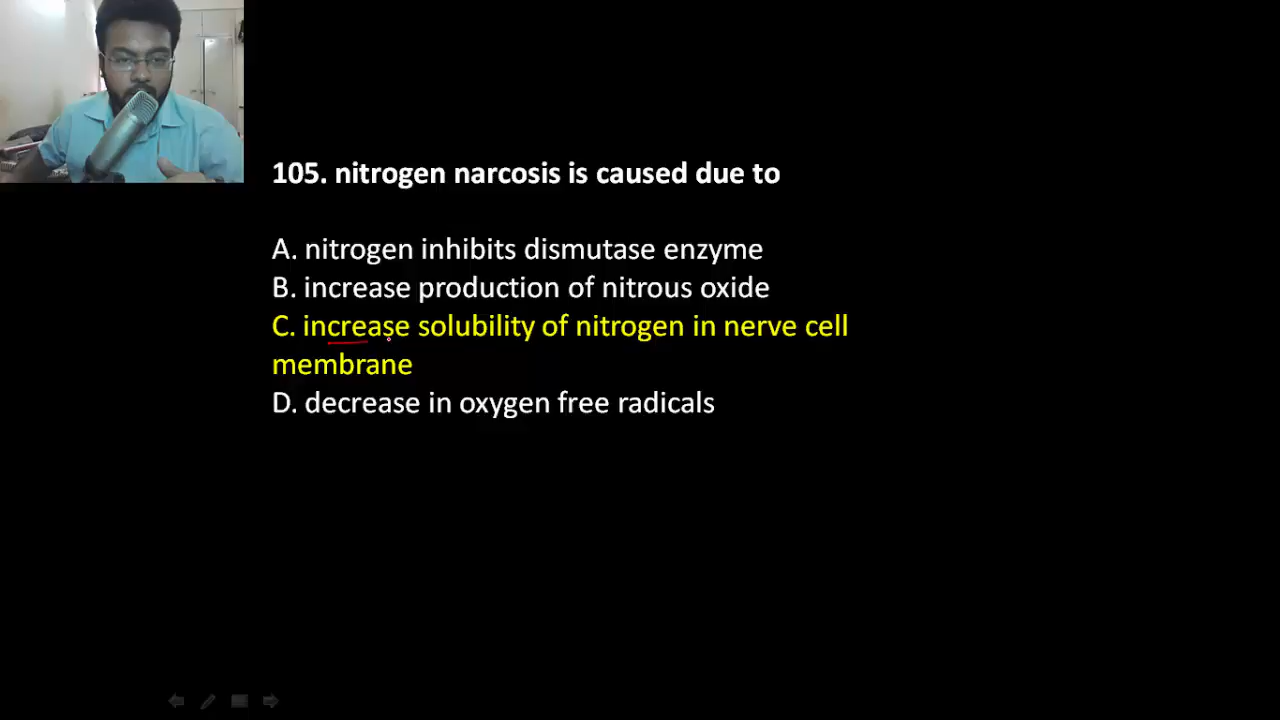 105. nitrogen narcosis is caused due to
A. nitrogen inhibits dismutase enzyme
B. increase production of nitrous oxide
C. increase solubility of nitrogen in nerve cell
membrane
D. decrease in oxygen free radicals